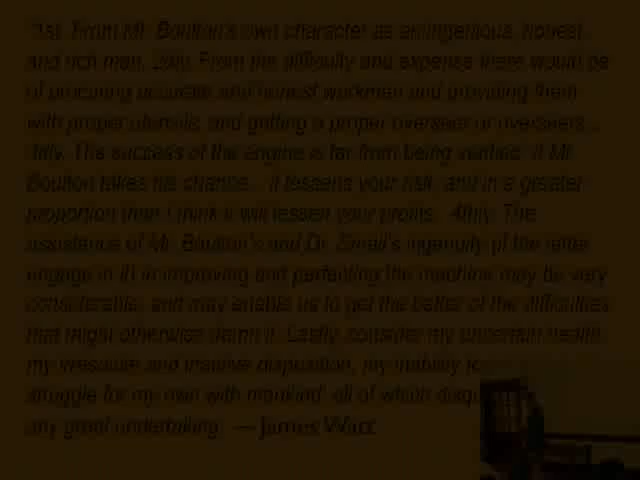 "1st. From Mr. Boulton's own character as an ingenious, honest,
and rich man. 2dly. From the difficulty and expense there would be
of procuring accurate and honest workmen and providing them
with proper utensils, and getting a proper overseer or overseers...
3dly. The success of the engine is far from being verified. If Mr.
Boulton takes his chance... it lessens your risk, and in a greater
proportion than I think it will lessen your profits. 4thly. The
assistance of Mr. Boulton's and Dr. Small's ingenuity (if the latter
engage in it) in improving and perfecting the machine may be very
considerable, and may enable us to get the better of the difficulties
that might otherwise damn it. Lastly, consider my uncertain health,
my irresolute and inactive disposition, my inability to
struggle for my own with mankind: all of which
any great undertaking. — James Watt